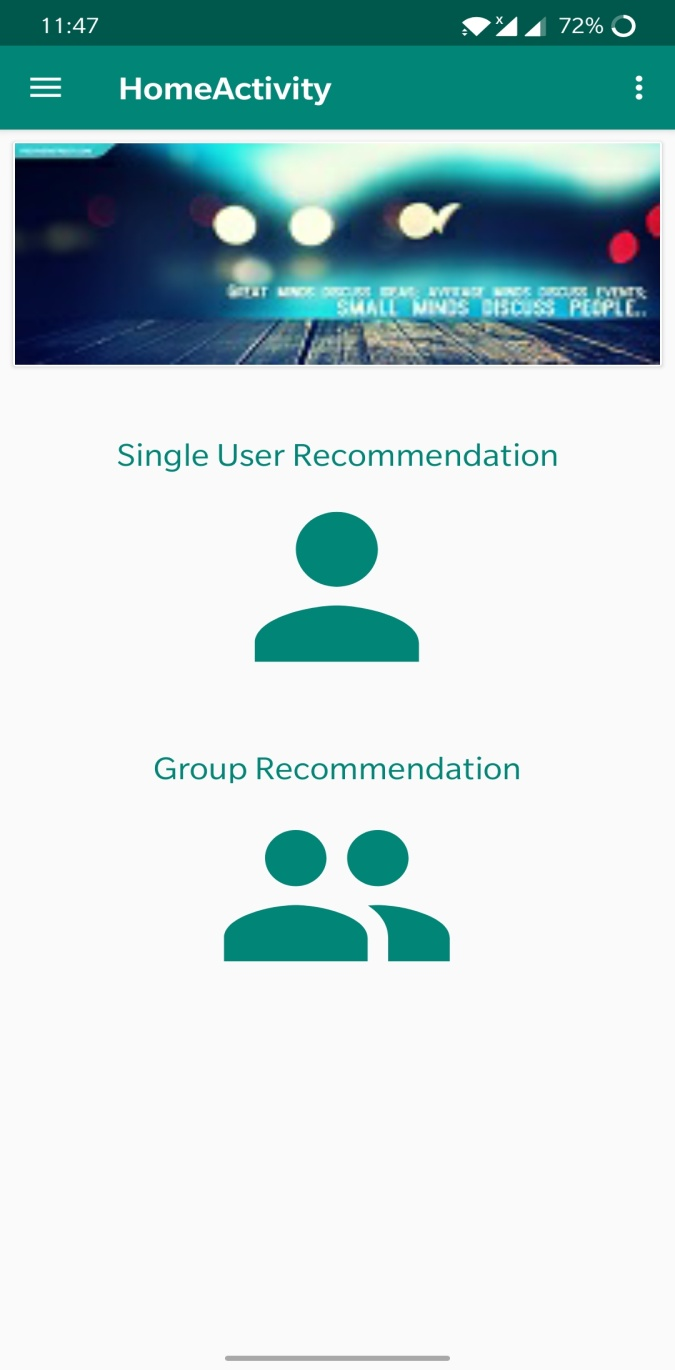 11:47
x
72%
HomeActivity
GREAT MINDS DISCUSS IDEAS; AVERAGE MINDS DISCUSS EVENTS;
SMALL MINDS DISCUSS PEOPLE..
Single User Recommendation
Group Recommendation